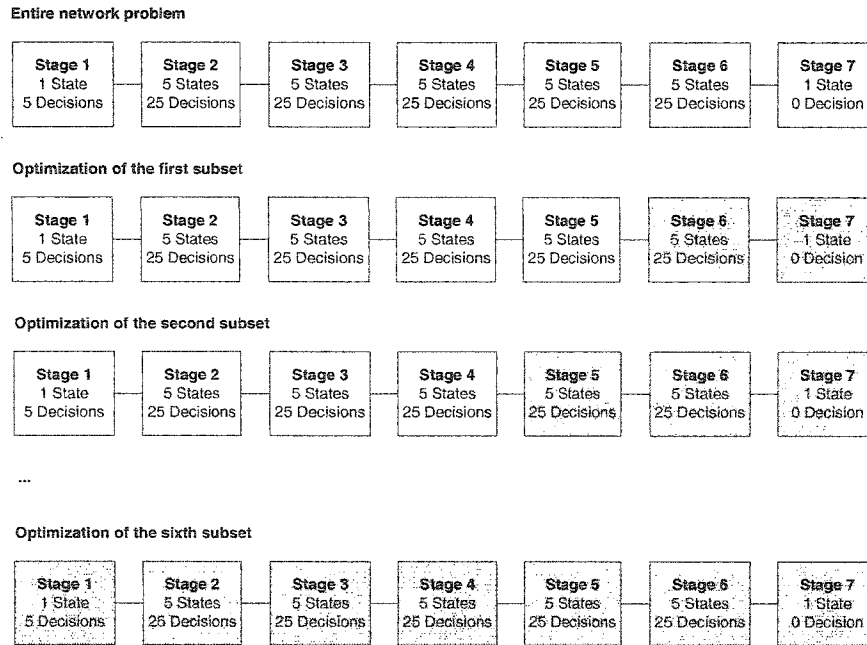 Entire network problem
Stage 1 Stage 2 Stage 3 Stage 4 Stage 5 Stage 6 Stage 7
1 State 5 States 5 States 5 States 5 States 5 States 1 State
5 Decisions 25 Decisions 25 Decisions 25 Decisions 25 Decisions 25 Decisions 0 Decision
Optimization of the first subset
Stage 1 Stage 2 Stage 3 Stage 4 Stage 5 Stage 6 Stage 7
1 State 5 States 5 States 5 States 5 States 5 States 1 State
5 Decisions 25 Decisions 25 Decisions 25 Decisions 25 Decisions 25 Decisions 0 Decision
Optimization of the second subset
Stage 1 Stage 2 Stage 3 Stage 4 Stage 5 Stage 6 Stage 7
1 State 5 States 5 States 5 States 5 States 5 States 1 State
5 Decisions 25 Decisions 25 Decisions 25 Decisions 25 Decisions 25 Decisions 0 Decision
...
Optimization of the sixth subset
Stage 1 Stage 2 Stage 3 Stage 4 Stage 5 Stage 6 Stage 7
1 State 5 States 5 States 5 States 5 States 5 States 1 State
5 Decisions 25 Decisions 25 Decisions 25 Decisions 25 Decisions 25 Decisions 0 Decision